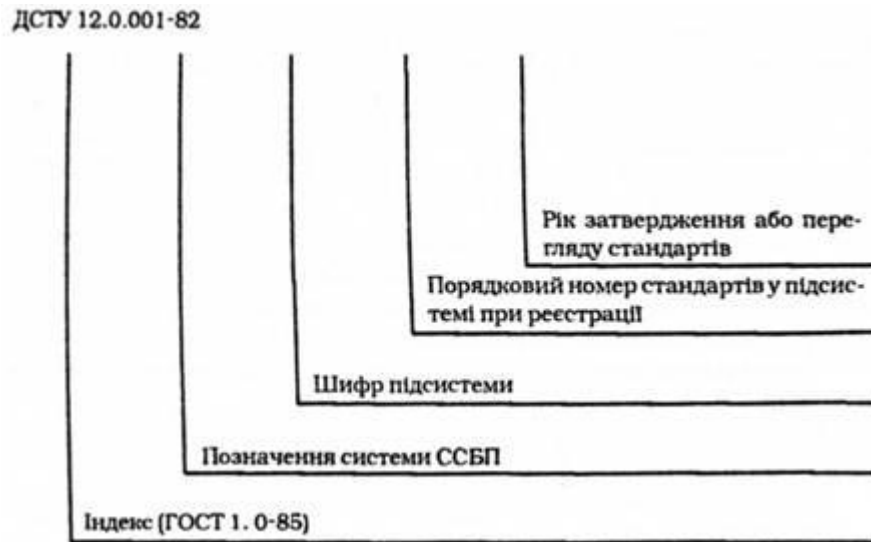 ДСТУ 12.0.001-82
Рік затвердження або пере-
гляду стандартів
Порядковий номер стандартів у підсис-
темі при реєстрації
Шифр підсистеми
Позначення системи ССБП
Індекс (ГОСТ 1. 0-85)